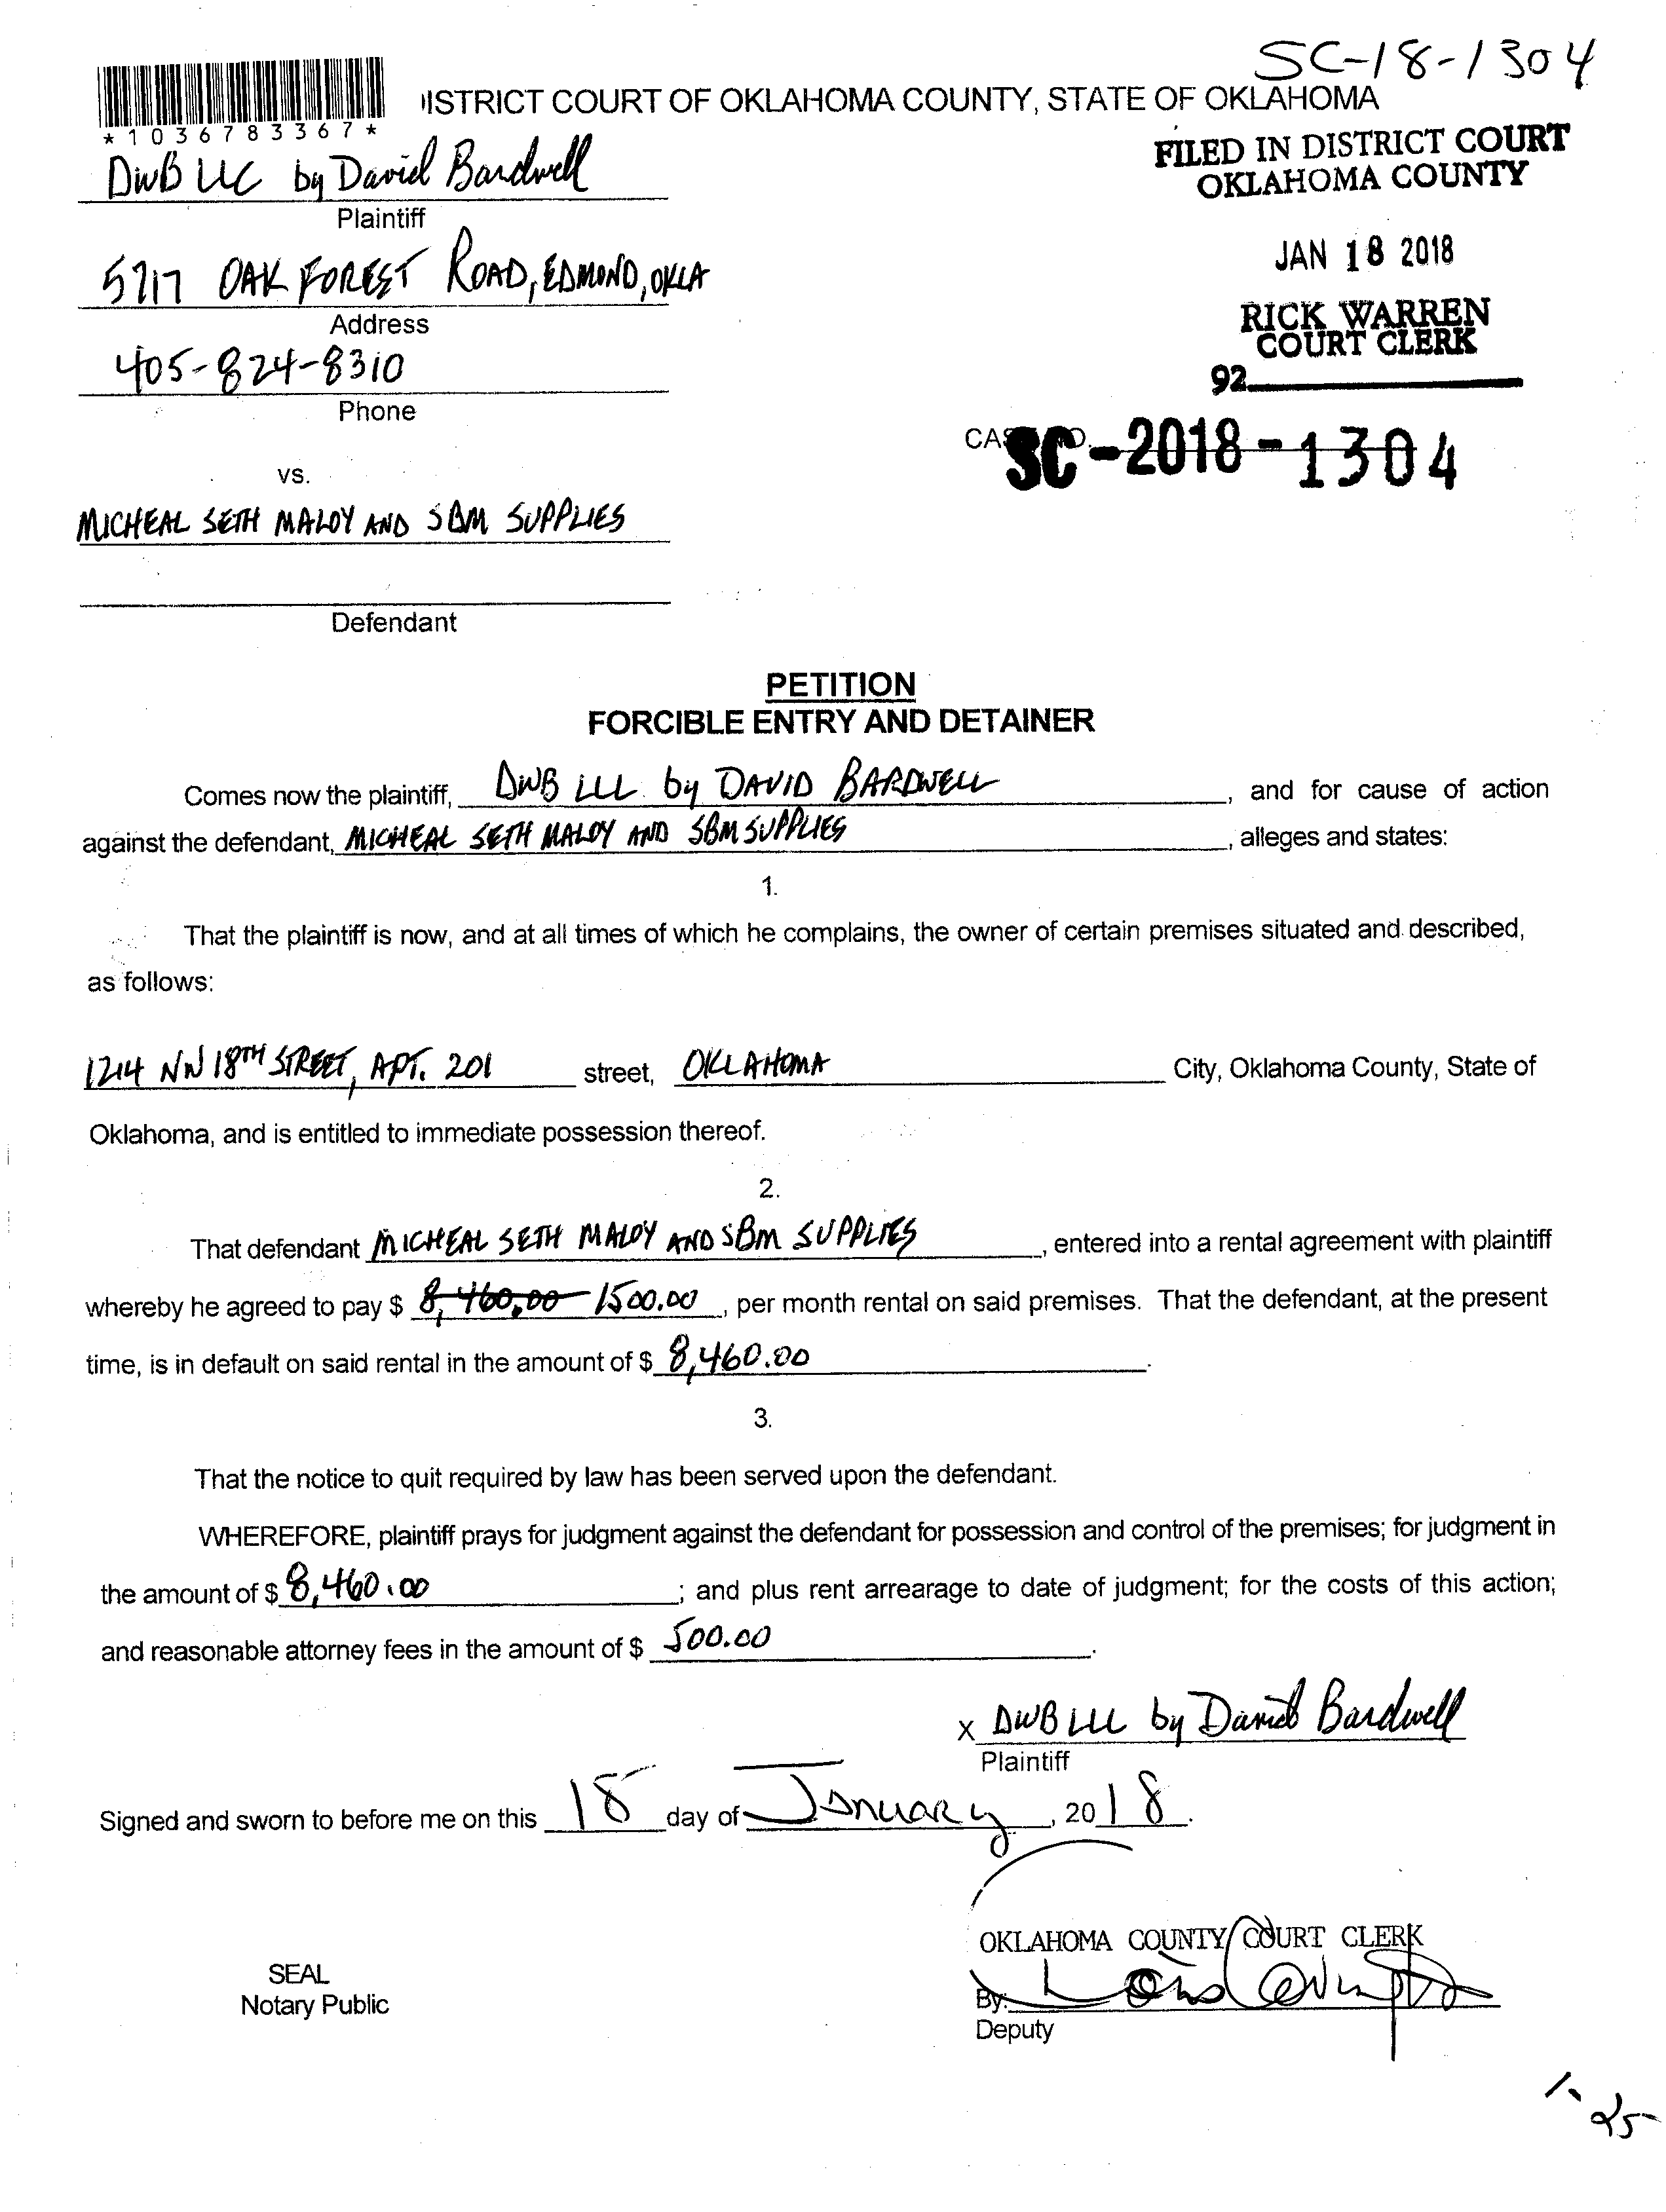 SC-18-1304
ISTRICT COURT OF OKLAHOMA COUNTY, STATE OF OKLAHOMA
*1036783367*
FILED IN DISTRICT COURT
OKLAHOMA COUNTY
DWB LLC by David Bardwell
Plaintiff
JAN 18 2018
5717 OAK FOREST ROAD, EDMOND, OKLA
Address
RICK WARREN
COURT CLERK
405-824-8310
92
Phone
SC-2018-1304
vs.
MICHEAL SETH MALOY AND SBM SUPPLIES
Defendant
PETITION
FORCIBLE ENTRY AND DETAINER
Comes now the plaintiff, DWB LLC by DAVID BARDWELL, and for cause of action
against the defendant, MICHEAL SETH MALOY AND SBM SUPPLIES, alleges and states:
1.
That the plaintiff is now, and at all times of which he complains, the owner of certain premises situated and described,
as follows:
1214 NW 18TH STREET, APT. 201 street, OKLAHOMA City, Oklahoma County, State of
Oklahoma, and is entitled to immediate possession thereof.
2.
That defendant MICHEAL SETH MALOY AND SBM SUPPLIES, entered into a rental agreement with plaintiff
whereby he agreed to pay $ 8,460.00 1500.00, per month rental on said premises. That the defendant, at the present
time, is in default on said rental in the amount of $ 8,460.00.
3.
That the notice to quit required by law has been served upon the defendant.
WHEREFORE, plaintiff prays for judgment against the defendant for possession and control of the premises; for judgment in
the amount of $ 8,460.00; and plus rent arrearage to date of judgment; for the costs of this action;
and reasonable attorney fees in the amount of $ 500.00.
X DWB LLC by David Bardwell
Plaintiff
Signed and sworn to before me on this 18 day of January, 2018.
OKLAHOMA COUNTY COURT CLERK
SEAL
Notary Public
By:
Deputy
1-25